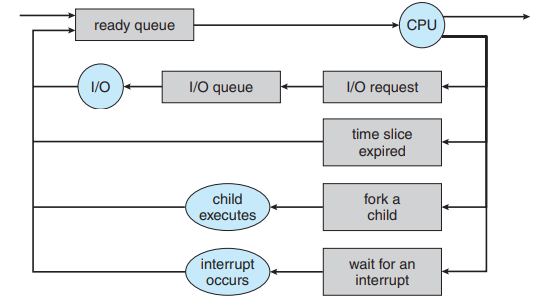 ready queue
CPU
I/O
I/O queue
I/O request
time slice
expired
child
executes
fork a
child
interrupt
occurs
wait for an
interrupt